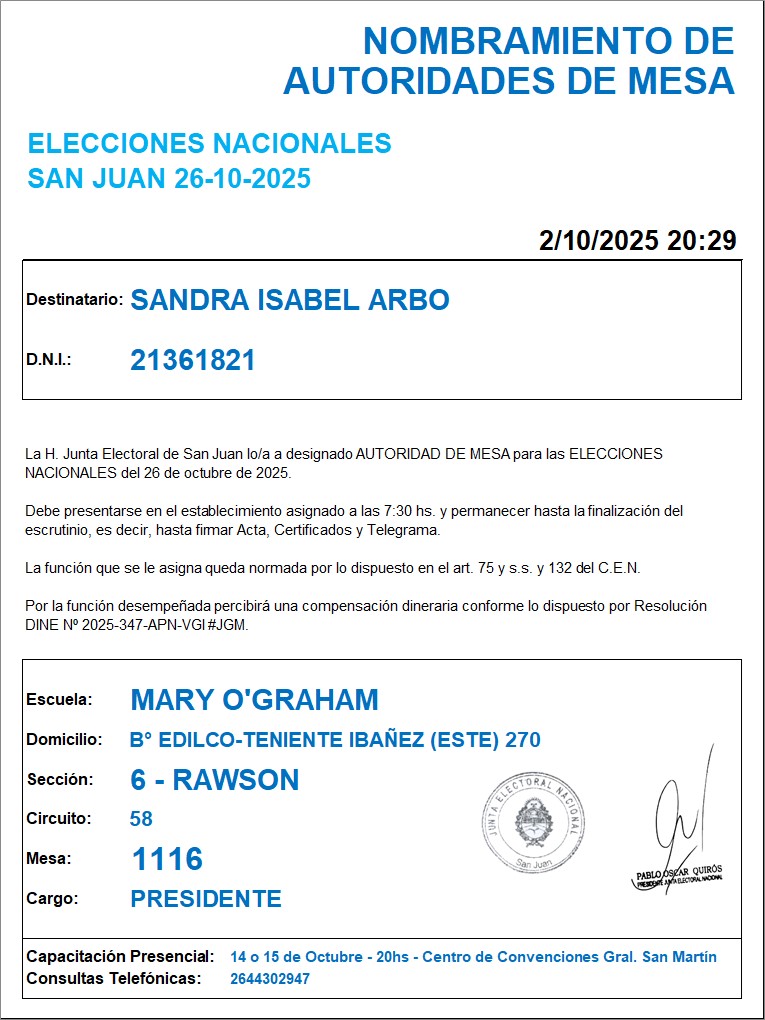 NOMBRAMIENTO DE
AUTORIDADES DE MESA
ELECCIONES NACIONALES
SAN JUAN 26-10-2025
2/10/2025 20:29
Destinatario: SANDRA ISABEL ARBO
D.N.I.: 21361821
La H. Junta Electoral de San Juan lo/a a designado AUTORIDAD DE MESA para las ELECCIONES
NACIONALES del 26 de octubre de 2025.
Debe presentarse en el establecimiento asignado a las 7:30 hs. y permanecer hasta la finalización del
escrutinio, es decir, hasta firmar Acta, Certificados y Telegrama.
La función que se le asigna queda normada por lo dispuesto en el art. 75 y s.s. y 132 del C.E.N.
Por la función desempeñada percibirá una compensación dineraria conforme lo dispuesto por Resolución
DINE Nº 2025-347-APN-VGI#JGM.
Escuela: MARY O'GRAHAM
Domicilio: B° EDILCO-TENIENTE IBAÑEZ (ESTE) 270
Sección: 6 - RAWSON
Circuito: 58
Mesa: 1116
Cargo: PRESIDENTE
JUNTA ELECTORAL NACIONAL
San Juan
PABLO OSCAR QUIRÓS
PRESIDENTE JUNTA ELECTORAL NACIONAL
Capacitación Presencial: 14 o 15 de Octubre - 20hs - Centro de Convenciones Gral. San Martín
Consultas Telefónicas: 2644302947